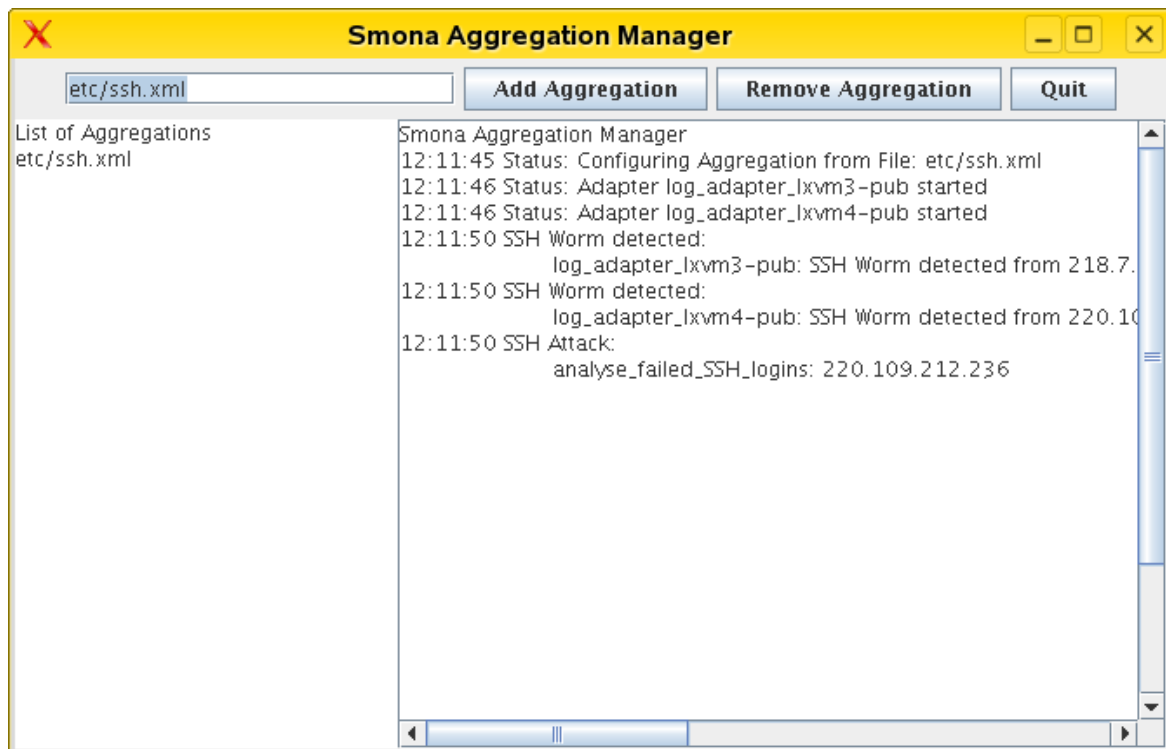 Smona Aggregation Manager
etc/ssh.xml Add Aggregation Remove Aggregation Quit
List of Aggregations
etc/ssh.xml
Smona Aggregation Manager
12:11:45 Status: Configuring Aggregation from File: etc/ssh.xml
12:11:46 Status: Adapter log_adapter_lxvm3-pub started
12:11:46 Status: Adapter log_adapter_lxvm4-pub started
12:11:50 SSH Worm detected:
log_adapter_lxvm3-pub: SSH Worm detected from 218.7.
12:11:50 SSH Worm detected:
log_adapter_lxvm4-pub: SSH Worm detected from 220.10
12:11:50 SSH Attack:
analyse_failed_SSH_logins: 220.109.212.236